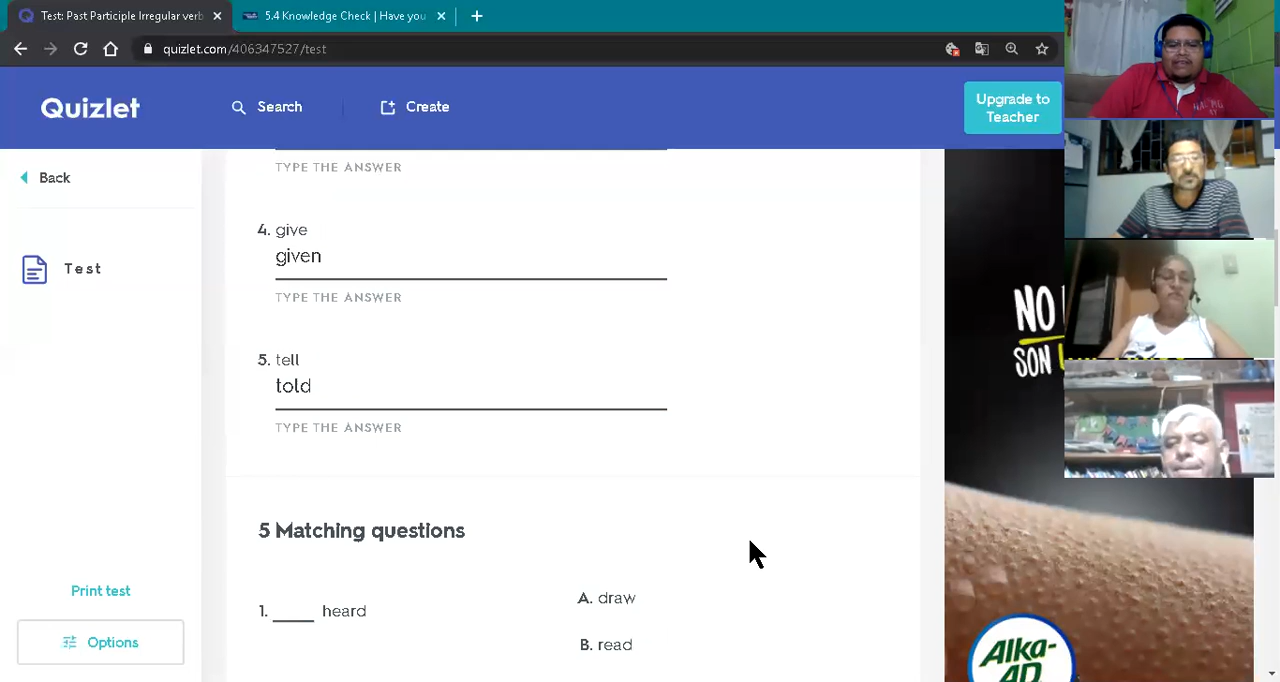 Test: Past Participle Irregular verb
5.4 Knowledge Check | Have you
quizlet.com/406347527/test
Quizlet
Search
Create
Upgrade to
Teacher
Back
Test
TYPE THE ANSWER
4. give
given
TYPE THE ANSWER
5. tell
told
TYPE THE ANSWER
5 Matching questions
1. ____ heard
A. draw
B. read
Print test
Options
NO
SON
Alka-
AD